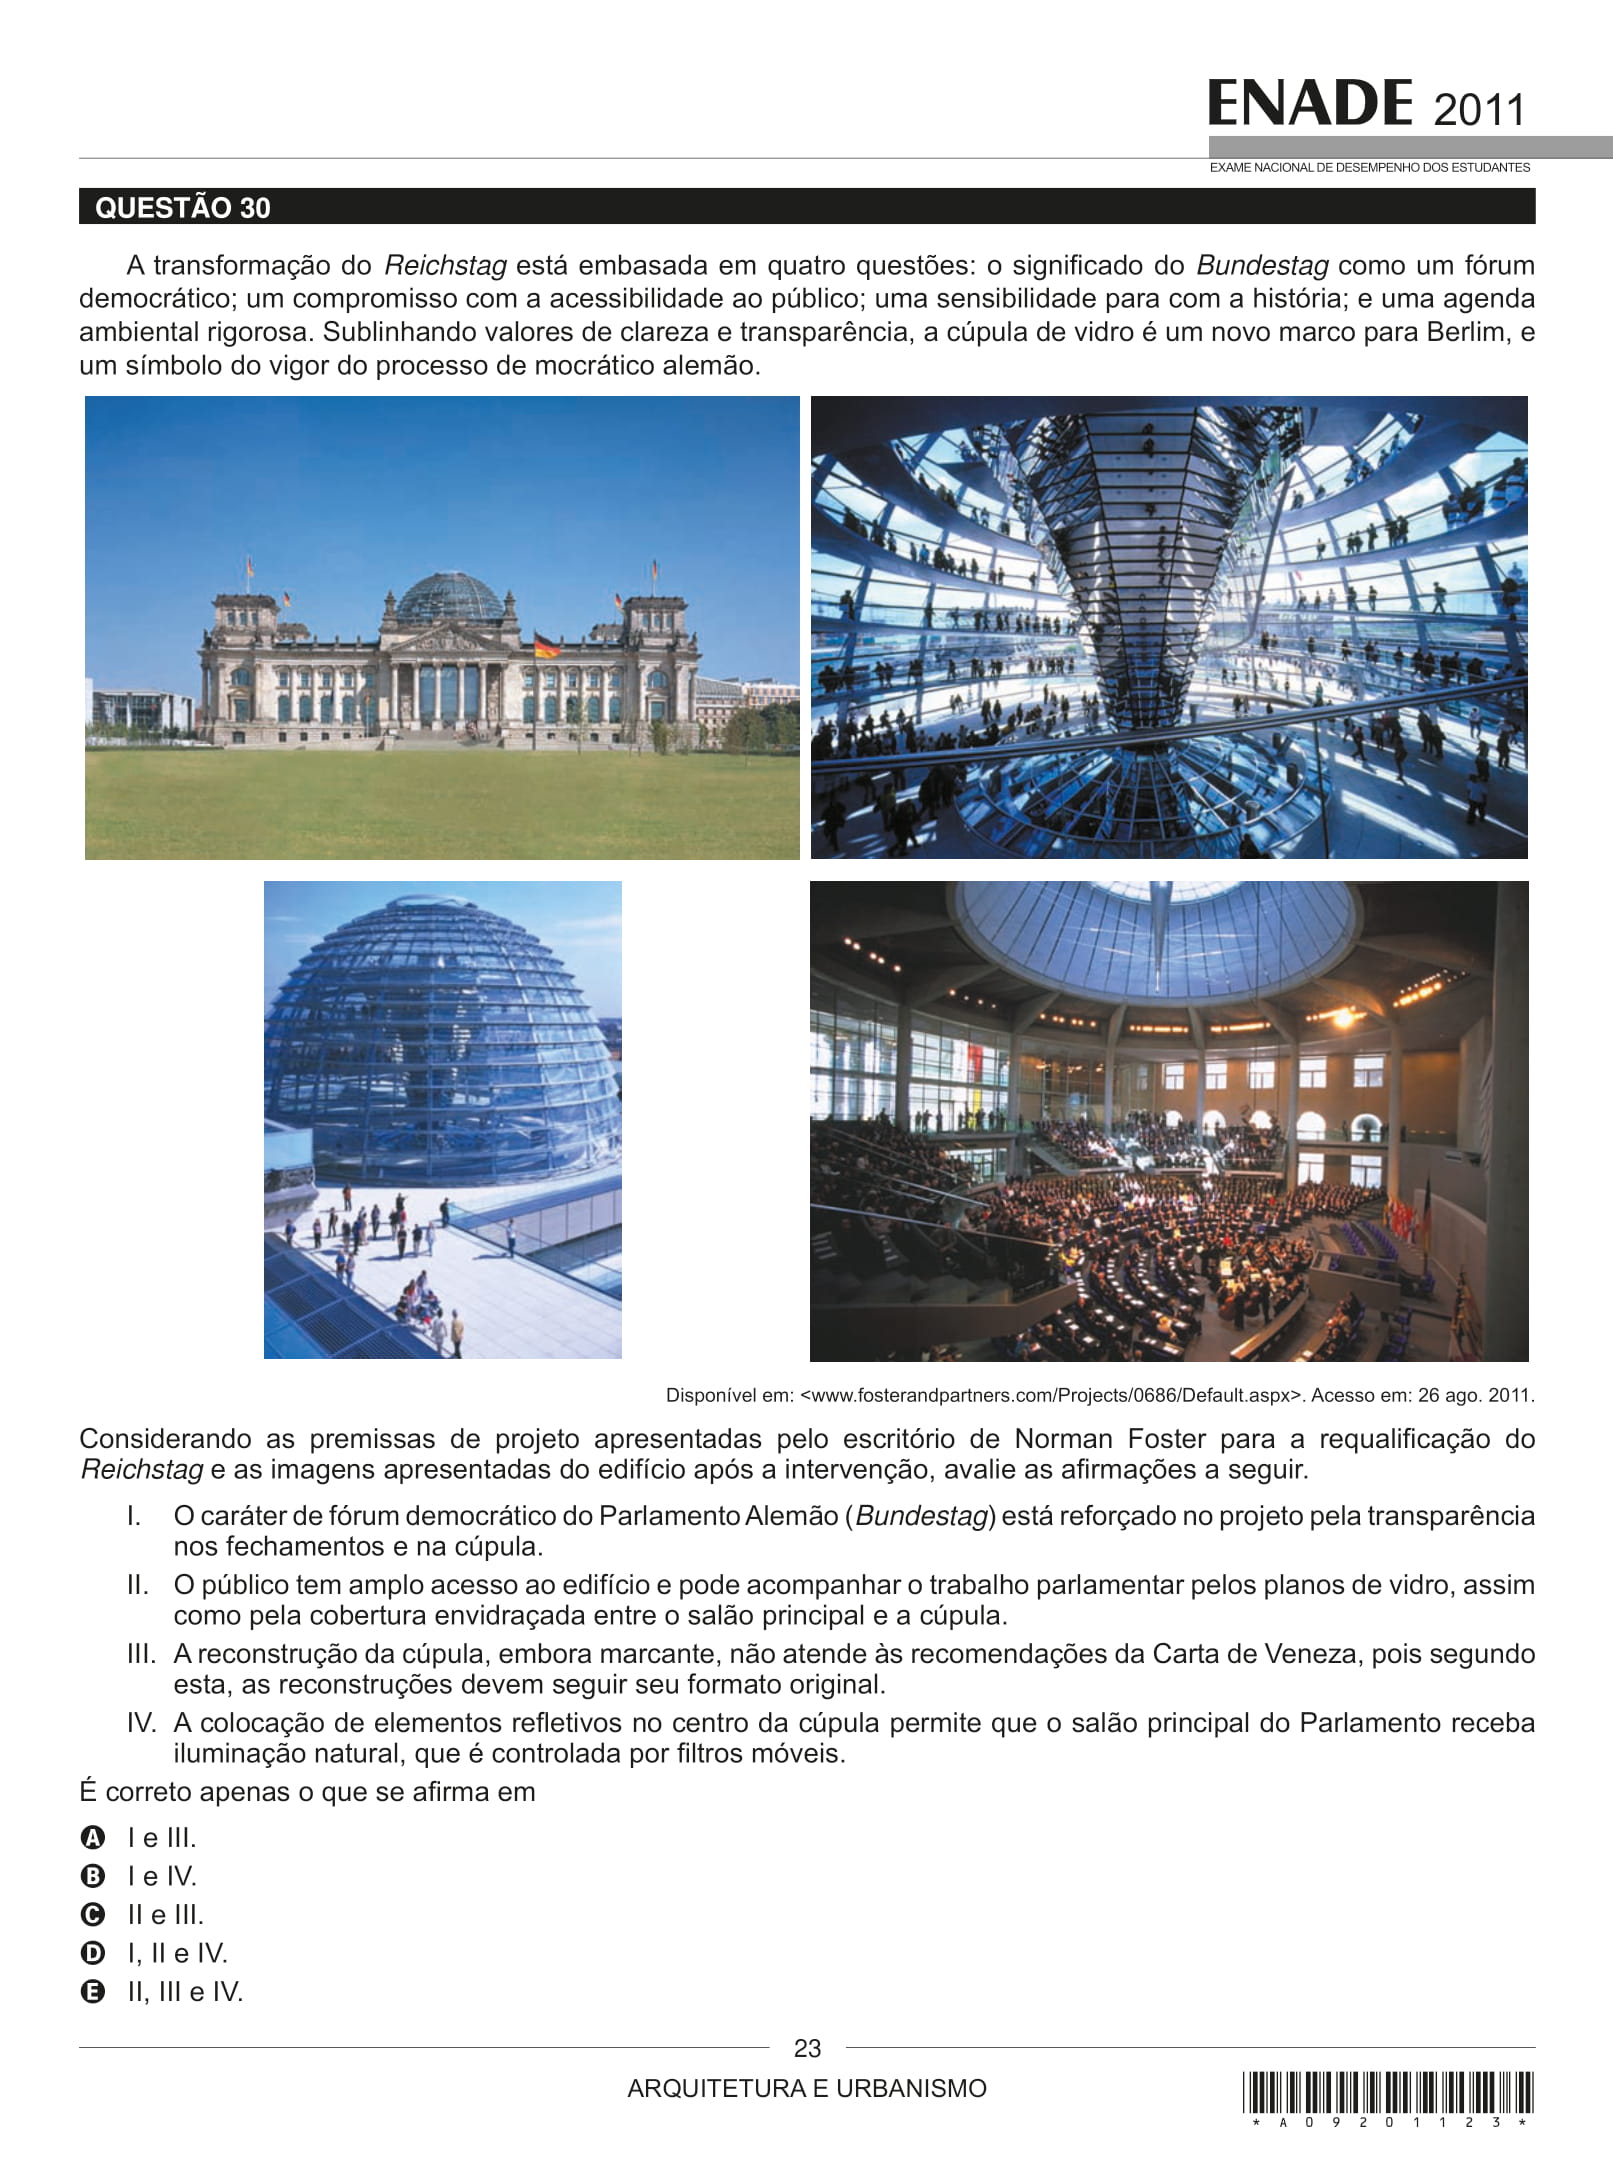 ENADE 2011
EXAME NACIONAL DE DESEMPENHO DOS ESTUDANTES
QUESTÃO 30
A transformação do Reichstag está embasada em quatro questões: o significado do Bundestag como um fórum
democrático; um compromisso com a acessibilidade ao público; uma sensibilidade para com a história; e uma agenda
ambiental rigorosa. Sublinhando valores de clareza e transparência, a cúpula de vidro é um novo marco para Berlim, e
um símbolo do vigor do processo de mocrático alemão.
Disponível em: <www.fosterandpartners.com/Projects/0686/Default.aspx>. Acesso em: 26 ago. 2011.
Considerando as premissas de projeto apresentadas pelo escritório de Norman Foster para a requalificação do
Reichstag e as imagens apresentadas do edifício após a intervenção, avalie as afirmações a seguir.
I. O caráter de fórum democrático do Parlamento Alemão (Bundestag) está reforçado no projeto pela transparência
nos fechamentos e na cúpula.
II. O público tem amplo acesso ao edifício e pode acompanhar o trabalho parlamentar pelos planos de vidro, assim
como pela cobertura envidraçada entre o salão principal e a cúpula.
III. A reconstrução da cúpula, embora marcante, não atende às recomendações da Carta de Veneza, pois segundo
esta, as reconstruções devem seguir seu formato original.
IV. A colocação de elementos refletivos no centro da cúpula permite que o salão principal do Parlamento receba
iluminação natural, que é controlada por filtros móveis.
É correto apenas o que se afirma em
A I e III.
B I e IV.
C II e III.
D I, II e IV.
E II, III e IV.
23
ARQUITETURA E URBANISMO
* A 0 9 2 0 1 1 2 3 *